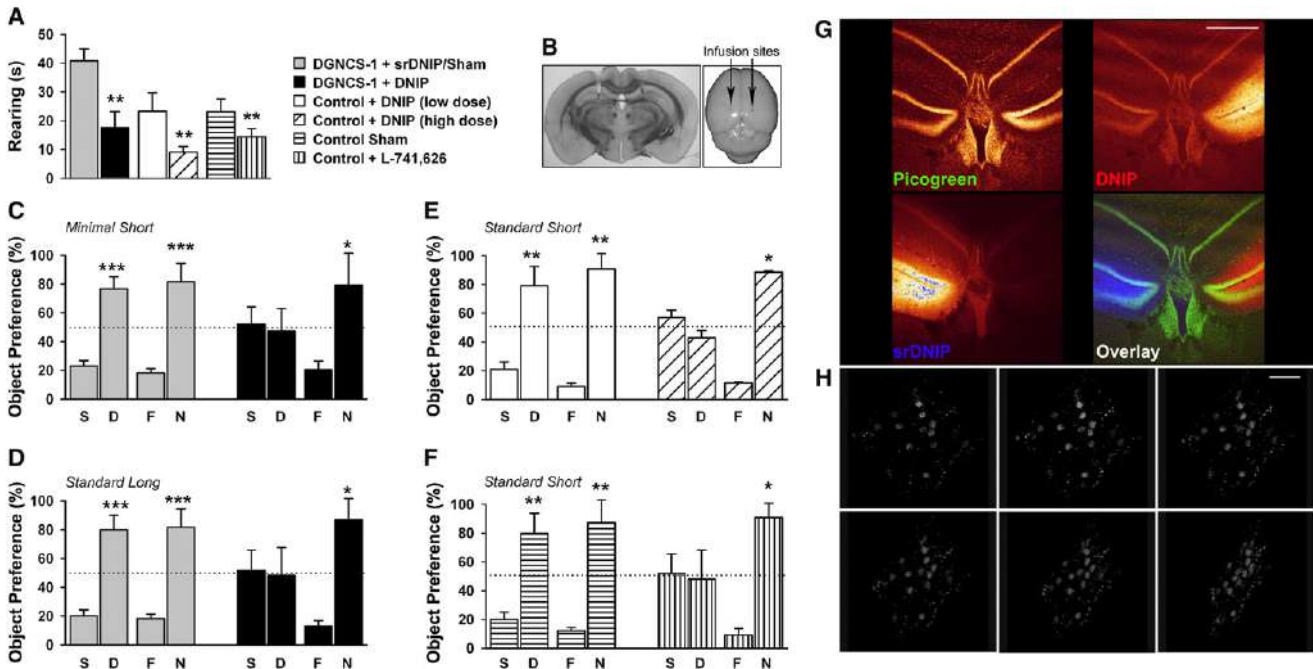 A
Rearing (s)
50
40
30
20
10
0
**
**
**
DGNCS-1 + srDNIP/Sham
DGNCS-1 + DNIP
Control + DNIP (low dose)
Control + DNIP (high dose)
Control Sham
Control + L-741,626
B
Infusion sites
C
Minimal Short
Object Preference (%)
100
80
60
40
20
0
***
***
*
S D F N S D F N
D
Standard Long
Object Preference (%)
100
80
60
40
20
0
***
***
*
S D F N S D F N
E
Standard Short
Object Preference (%)
100
80
60
40
20
0
**
**
*
S D F N S D F N
F
Standard Short
Object Preference (%)
100
80
60
40
20
0
**
**
*
S D F N S D F N
G
Picogreen
DNIP
srDNIP
Overlay
H